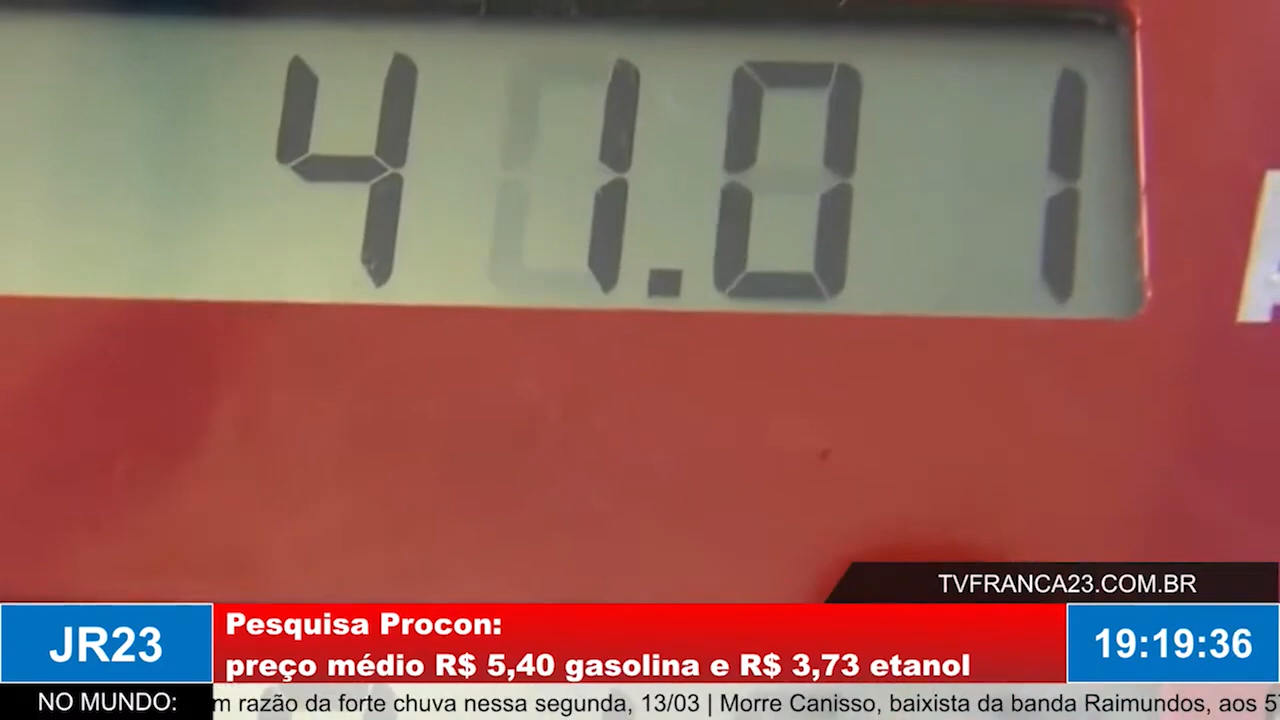 41.01
TVFRANCA23.COM.BR
JR23
Pesquisa Procon:
preço médio R$ 5,40 gasolina e R$ 3,73 etanol
19:19:36
NO MUNDO:
razão da forte chuva nessa segunda, 13/03 | Morre Canisso, baixista da banda Raimundos, aos